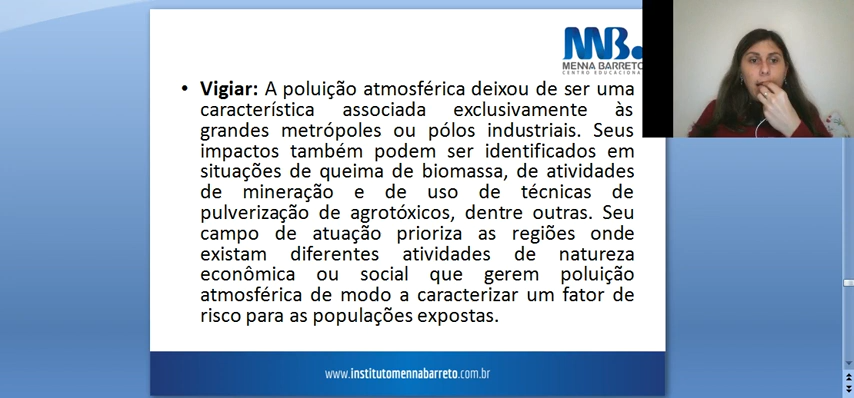 MB.
MENNA BARRETO
CENTRO EDUCACIONAL
• Vigiar: A poluição atmosférica deixou de ser uma
característica associada exclusivamente às
grandes metrópoles ou pólos industriais. Seus
impactos também podem ser identificados em
situações de queima de biomassa, de atividades
de mineração e de uso de técnicas de
pulverização de agrotóxicos, dentre outras. Seu
campo de atuação prioriza as regiões onde
existam diferentes atividades de natureza
econômica ou social que gerem poluição
atmosférica de modo a caracterizar um fator de
risco para as populações expostas.
www.institutomennabarreto.com.br